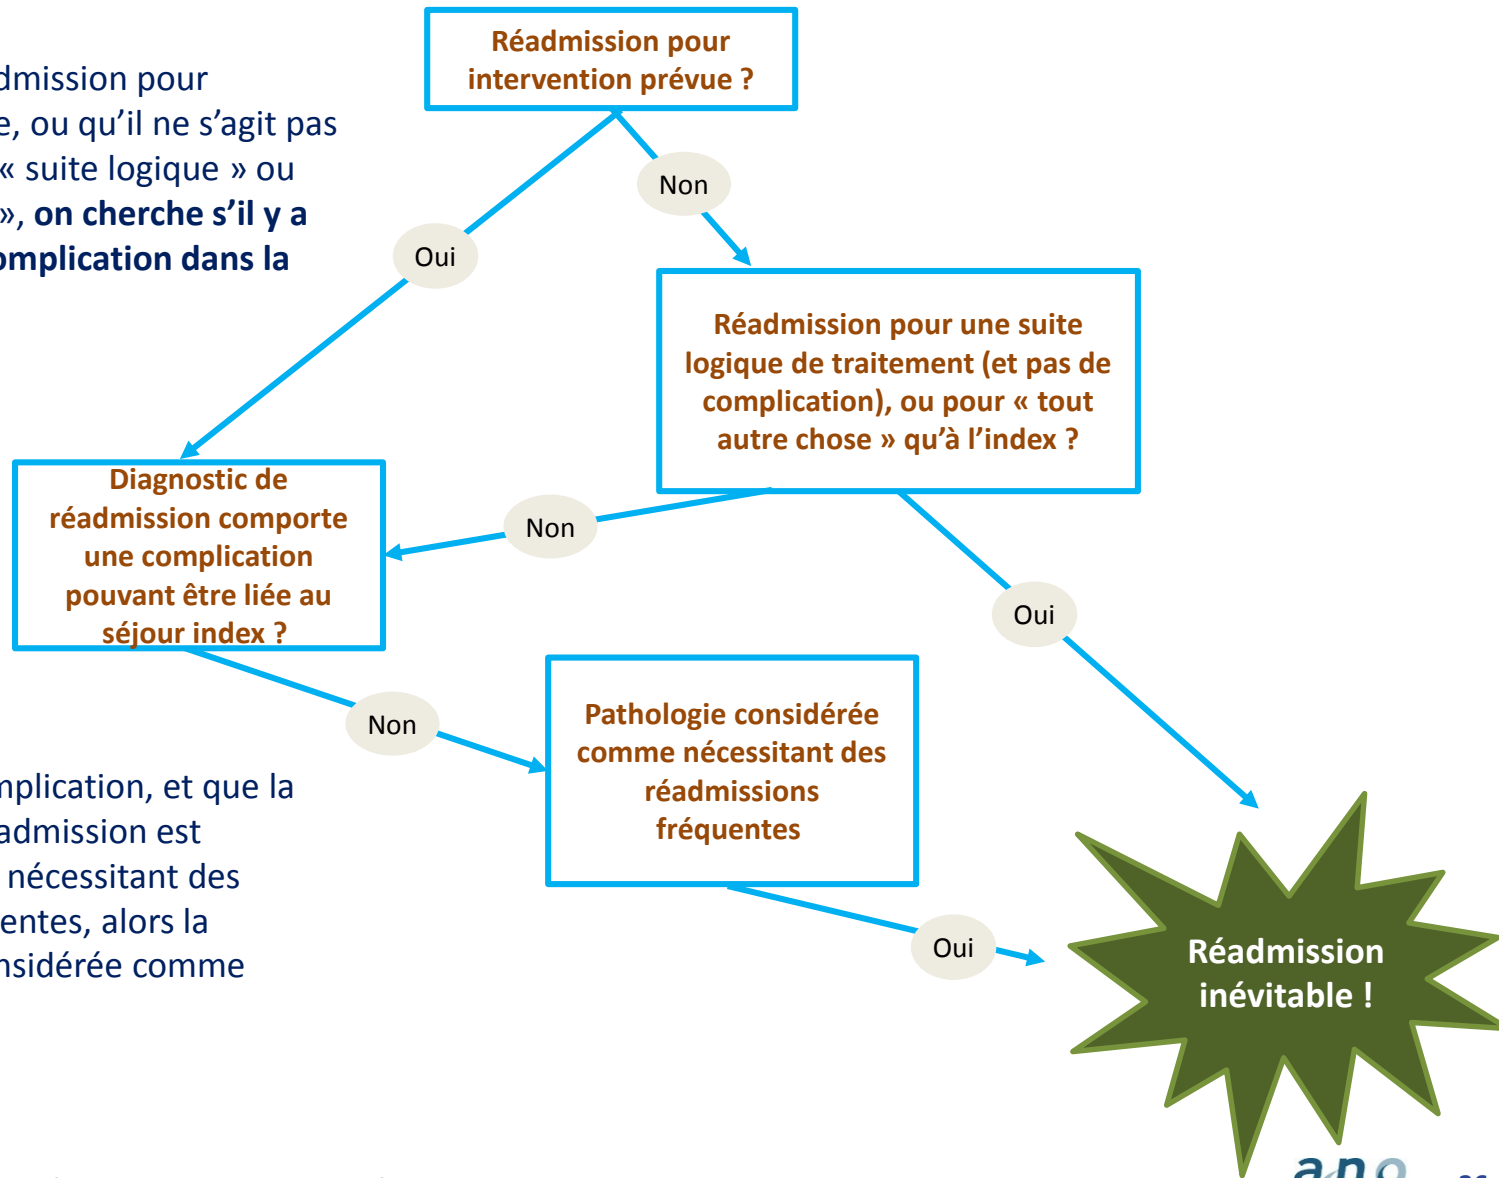 Réadmission pour
intervention prévue ?
dmission pour
e, ou qu’il ne s’agit pas
« suite logique » ou
», on cherche s’il y a
omplication dans la
Non
Oui
Réadmission pour une suite
logique de traitement (et pas de
complication), ou pour « tout
autre chose » qu’à l’index ?
Diagnostic de
réadmission comporte
une complication
pouvant être liée au
séjour index ?
Non
Oui
Pathologie considérée
comme nécessitant des
réadmissions
fréquentes
Non
mplication, et que la
admission est
nécessitant des
entes, alors la
nsidérée comme
Oui
Réadmission
inévitable !